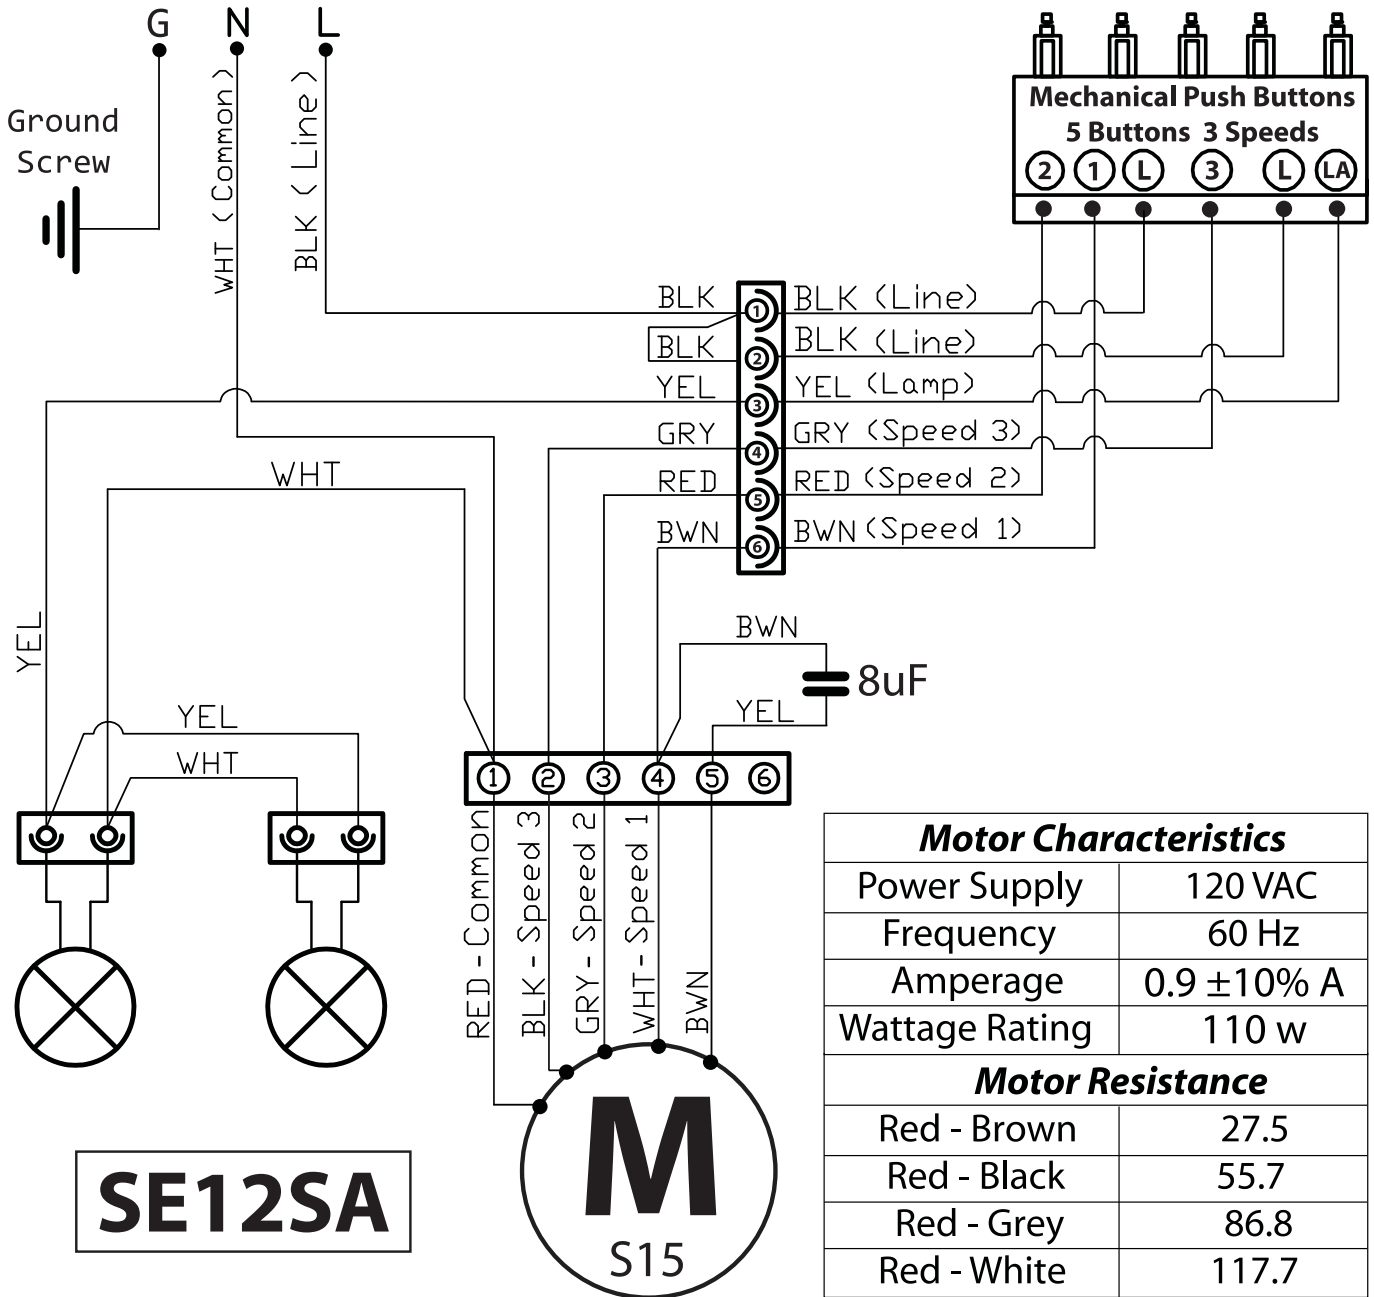 G N L
Ground
Screw
WHT (Common)
BLK (Line)
Mechanical Push Buttons
5 Buttons 3 Speeds
2 1 L 3 L LA
BLK 1 BLK (Line)
BLK 2 BLK (Line)
YEL 3 YEL (Lamp)
GRY 4 GRY (Speed 3)
RED 5 RED (Speed 2)
BWN 6 BWN (Speed 1)
WHT
YEL
BWN
8uF
YEL
YEL
WHT
1 2 3 4 5 6
RED - Common
BLK - Speed 3
GRY - Speed 2
WHT - Speed 1
BWN
M
S15
SE12SA
Motor Characteristics
Power Supply 120 VAC
Frequency 60 Hz
Amperage 0.9 ±10% A
Wattage Rating 110 w
Motor Resistance
Red - Brown 27.5
Red - Black 55.7
Red - Grey 86.8
Red - White 117.7